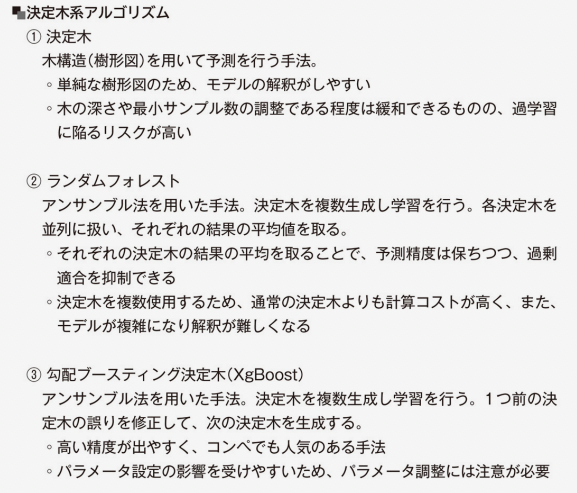 ■決定木系アルゴリズム
① 決定木
木構造(樹形図)を用いて予測を行う手法。
◦ 単純な樹形図のため、モデルの解釈がしやすい
◦ 木の深さや最小サンプル数の調整である程度は緩和できるものの、過学習
に陥るリスクが高い
② ランダムフォレスト
アンサンブル法を用いた手法。決定木を複数生成し学習を行う。各決定木を
並列に扱い、それぞれの結果の平均値を取る。
◦ それぞれの決定木の結果の平均を取ることで、予測精度は保ちつつ、過剰
適合を抑制できる
◦ 決定木を複数使用するため、通常の決定木よりも計算コストが高く、また、
モデルが複雑になり解釈が難しくなる
③ 勾配ブースティング決定木(XgBoost)
アンサンブル法を用いた手法。決定木を複数生成し学習を行う。1つ前の決
定木の誤りを修正して、次の決定木を生成する。
◦ 高い精度が出やすく、コンペでも人気のある手法
◦ パラメータ設定の影響を受けやすいため、パラメータ調整には注意が必要